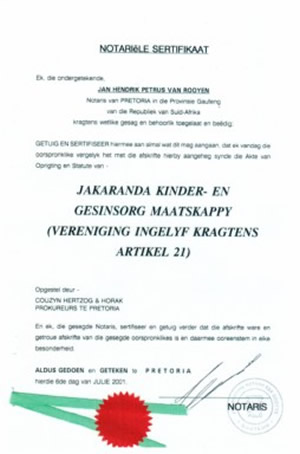 NOTARIËLE SERTIFIKAAT
Ek, die ondergetekende,
JAN HENDRIK PETRUS VAN ROOYEN
Notaris van PRETORIA in die Provinsie Gauteng
van die Republiek van Suid-Afrika
kragtens wetlike gesag en behoorlik toegelaat en beëdig;
GETUIG EN SERTIFISEER hiermee aan almal wat dit mag aangaan, dat ek vandag die
oorspronklikes vergelyk het met die afskrifte hierby aangeheg synde die Akte van
Oprigting en Statute van -
JAKARANDA KINDER- EN
GESINSORG MAATSKAPPY
(VERENIGING INGELYF KRAGTENS
ARTIKEL 21)
Opgestel deur -
COUZYN HERTZOG & HORAK
PROKUREURS TE PRETORIA
En ek, die gesegde Notaris, sertifiseer en getuig verder dat die afskrifte ware en
getroue afskrifte van die gesegde oorspronklikes is en daarmee ooreenstem in elke
besonderheid.
ALDUS GEDOEN en GETEKEN te PRETORIA
hierdie 6de dag van JULIE 2001.
NOTARIS